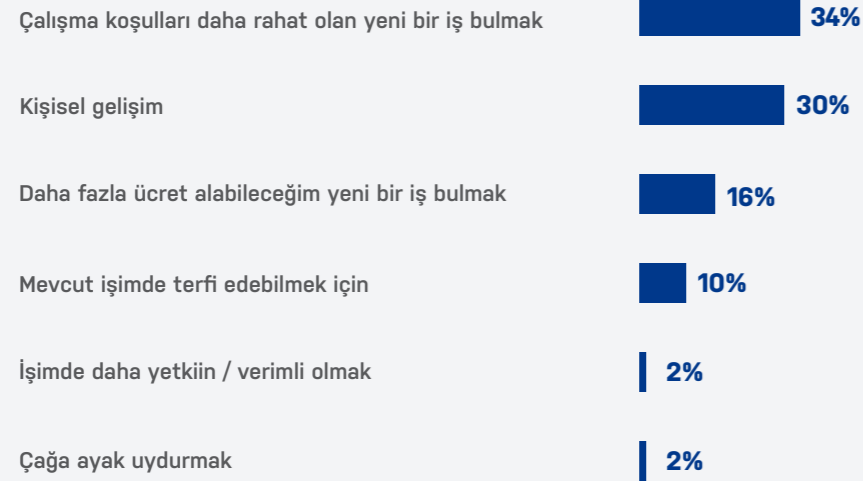 Çalışma koşulları daha rahat olan yeni bir iş bulmak 34%
Kişisel gelişim 30%
Daha fazla ücret alabileceğim yeni bir iş bulmak 16%
Mevcut işimde terfi edebilmek için 10%
İşimde daha yetkiin / verimli olmak 2%
Çağa ayak uydurmak 2%